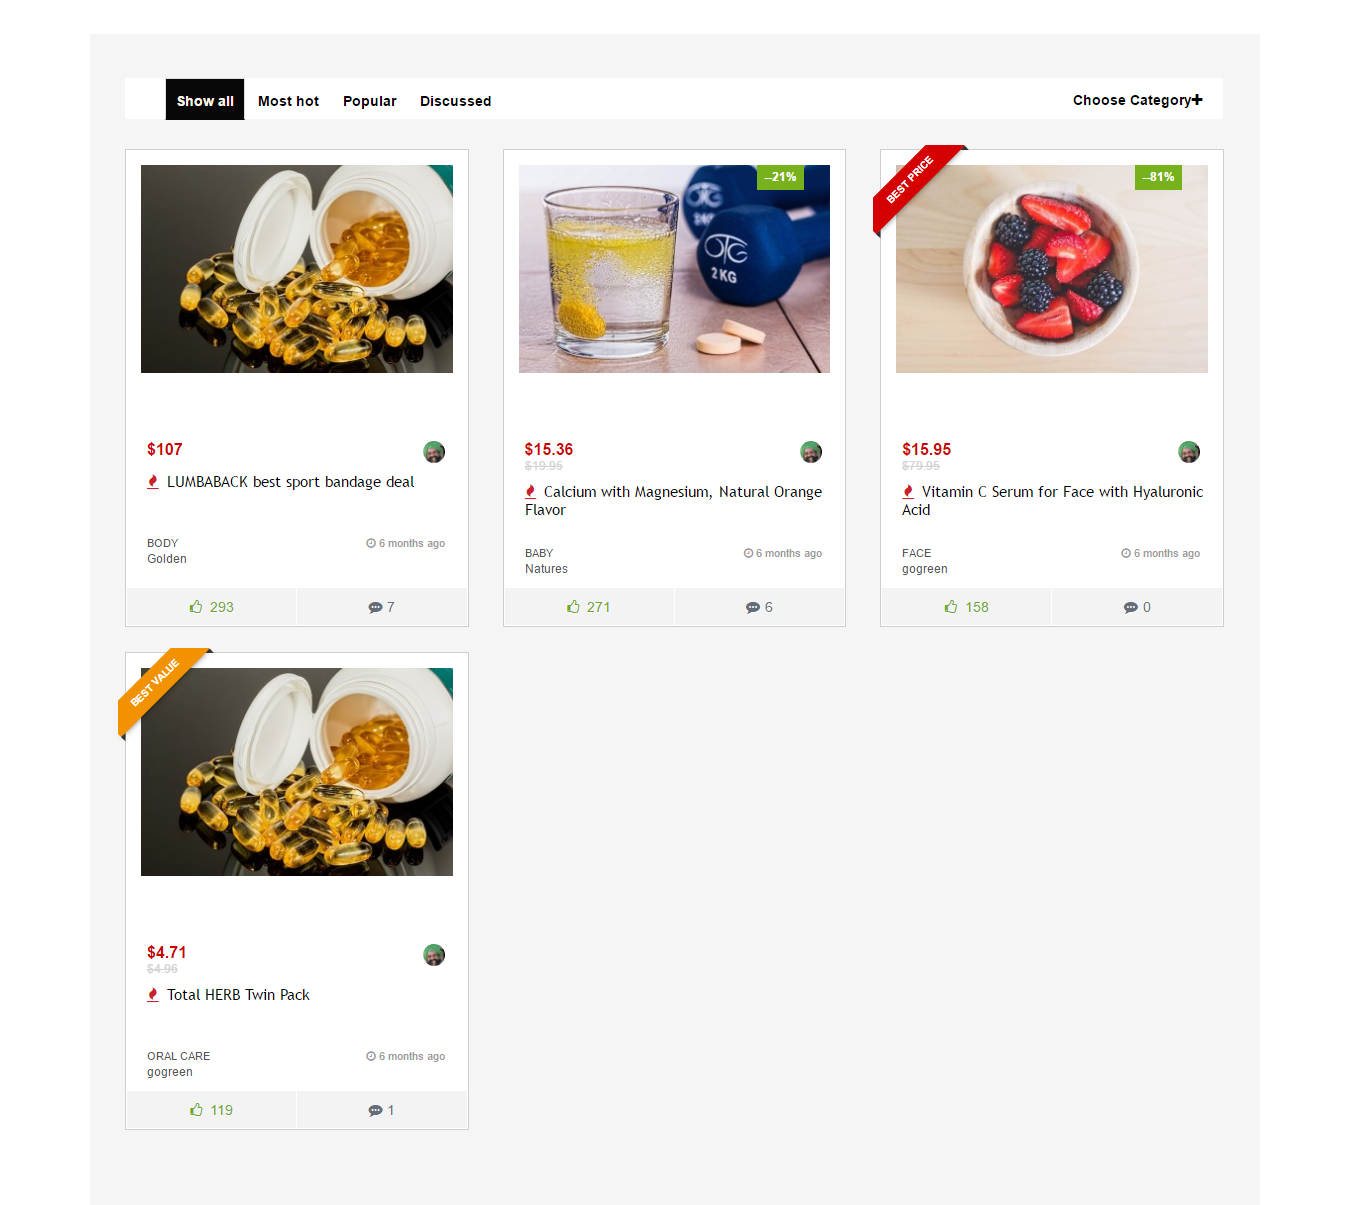 Show all
Most hot
Popular
Discussed
Choose Category+
--21%
2 KG
BEST PRICE
--81%
$107
LUMBABACK best sport bandage deal
BODY
6 months ago
Golden
293
7
$15.36
$19.95
Calcium with Magnesium, Natural Orange
Flavor
BABY
6 months ago
Natures
271
6
$15.95
$79.95
Vitamin C Serum for Face with Hyaluronic
Acid
FACE
6 months ago
gogreen
158
0
BEST VALUE
$4.71
$4.96
Total HERB Twin Pack
ORAL CARE
6 months ago
gogreen
119
1